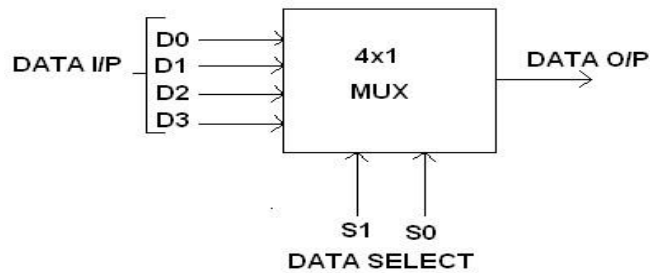 DATA I/P
D0
D1
D2
D3
4x1
MUX
DATA O/P
S1 S0
DATA SELECT